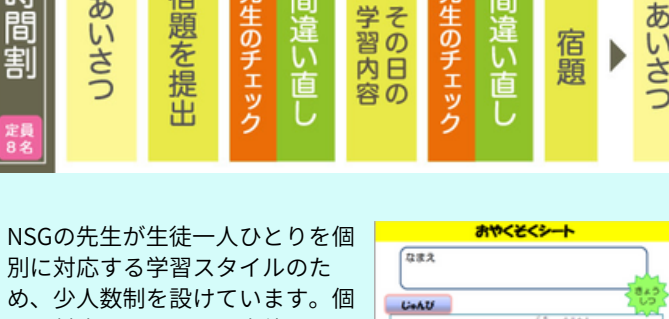 時間割
定員
8名
あいさつ
宿題を提出
先生のチェック
間違い直し
その日の
学習内容
先生のチェック
間違い直し
宿題
あいさつ
NSGの先生が生徒一人ひとりを個
別に対応する学習スタイルのた
め、少人数制を設けています。個
おやくそくシート
なまえ
きょう
しつ
じゅんび